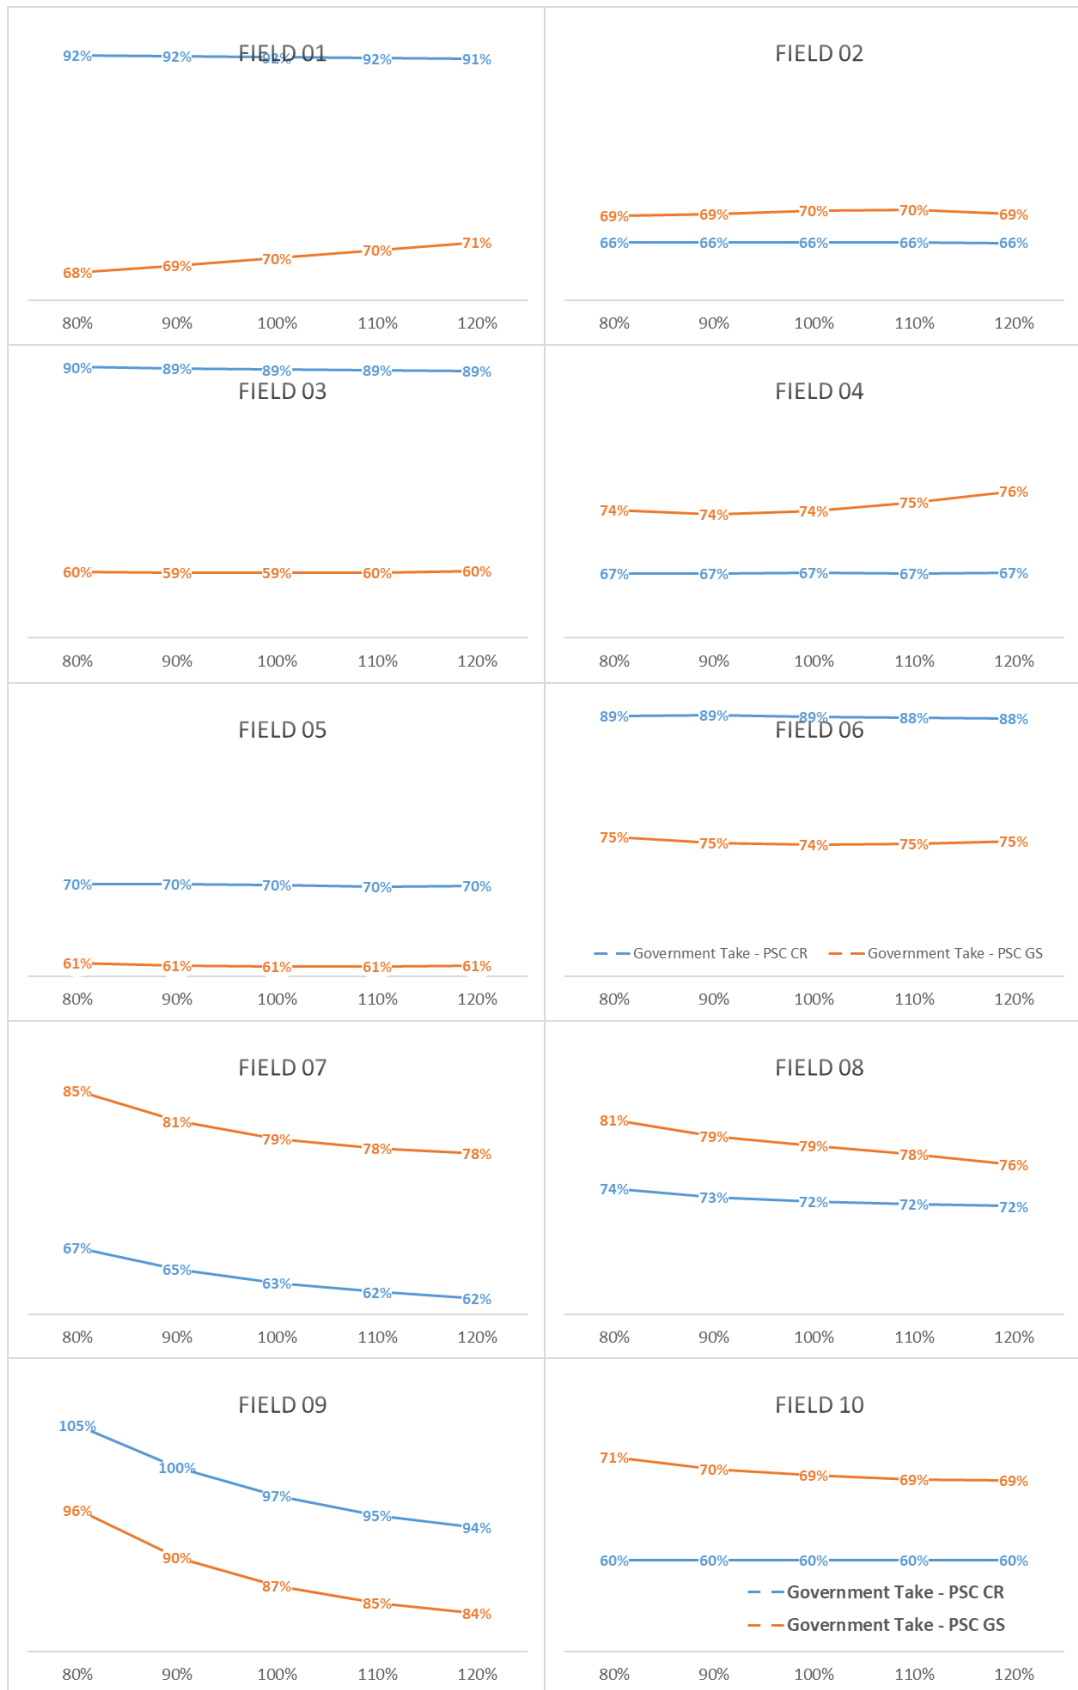 FIELD 01
92% 92% 92% 92% 91%
68% 69% 70% 70% 71%
80% 90% 100% 110% 120%
FIELD 02
69% 69% 70% 70% 69%
66% 66% 66% 66% 66%
80% 90% 100% 110% 120%
90% 89% 89% 89% 89%
FIELD 03
60% 59% 59% 60% 60%
80% 90% 100% 110% 120%
FIELD 04
74% 74% 74% 75% 76%
67% 67% 67% 67% 67%
80% 90% 100% 110% 120%
FIELD 05
70% 70% 70% 70% 70%
61% 61% 61% 61% 61%
80% 90% 100% 110% 120%
89% 89% 89% 88% 88%
FIELD 06
75% 75% 74% 75% 75%
Government Take - PSC CR Government Take - PSC GS
80% 90% 100% 110% 120%
FIELD 07
85% 81% 79% 78% 78%
67% 65% 63% 62% 62%
80% 90% 100% 110% 120%
FIELD 08
81% 79% 79% 78% 76%
74% 73% 72% 72% 72%
80% 90% 100% 110% 120%
FIELD 09
105% 100% 97% 95% 94%
96% 90% 87% 85% 84%
80% 90% 100% 110% 120%
FIELD 10
71% 70% 69% 69% 69%
60% 60% 60% 60% 60%
Government Take - PSC CR
Government Take - PSC GS
80% 90% 100% 110% 120%